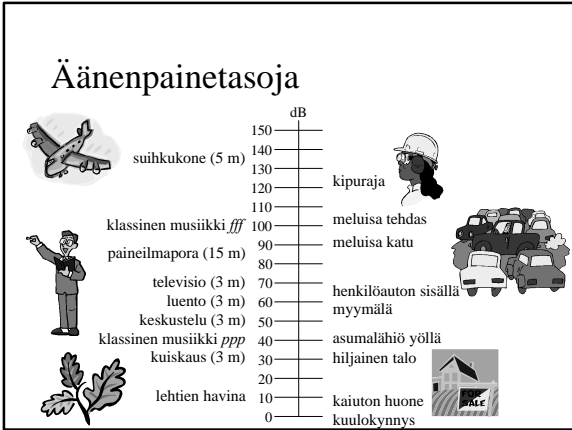 Äänenpainetasoja
dB
150
140
suihkukone (5 m)
130
120
kipuraja
110
klassinen musiikki fff
100
meluisa tehdas
90
meluisa katu
paineilmapora (15 m)
80
televisio (3 m)
70
henkilöauton sisällä
luento (3 m)
60
myymälä
keskustelu (3 m)
50
klassinen musiikki ppp
40
asumalähiö yöllä
kuiskaus (3 m)
30
hiljainen talo
20
lehtien havina
10
kaiuton huone
0
kuulokynnys
FOR
SALE